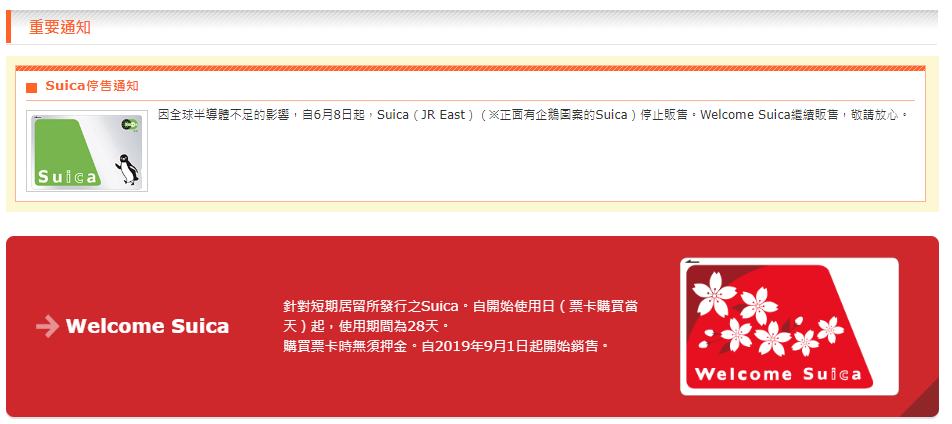 重要通知
Suica停售通知
因全球半導體不足的影響，自6月8日起，Suica（JR East）（※正面有企鵝圖案的Suica）停止販售。Welcome Suica繼續販售，敬請放心。
Suica
Welcome Suica
針對短期居留所發行之Suica。自開始使用日（票卡購買當
天）起，使用期間為28天。
購買票卡時無須押金。自2019年9月1日起開始銷售。
Welcome Suica